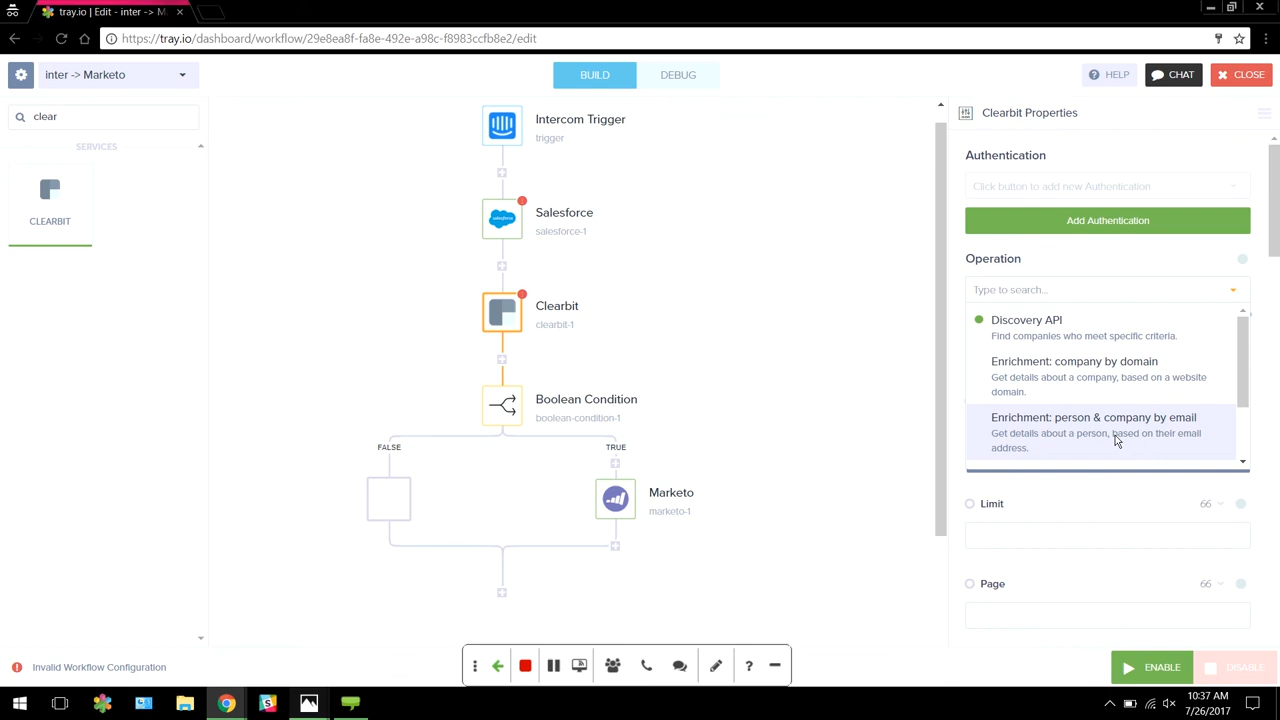 tray.io | Edit - inter -> M
https://tray.io/dashboard/workflow/29e8ea8f-fa8e-492e-a98c-f8983ccfb8e2/edit
inter -> Marketo
BUILD
DEBUG
HELP
CHAT
CLOSE
clear
SERVICES
CLEARBIT
Intercom Trigger
trigger
Salesforce
salesforce-1
Clearbit
clearbit-1
Boolean Condition
boolean-condition-1
FALSE
TRUE
Marketo
marketo-1
Clearbit Properties
Authentication
Click button to add new Authentication
Add Authentication
Operation
Type to search...
Discovery API
Find companies who meet specific criteria.
Enrichment: company by domain
Get details about a company, based on a website
domain.
Enrichment: person & company by email
Get details about a person, based on their email
address.
Limit
Page
Invalid Workflow Configuration
ENABLE
DISABLE
10:37 AM
7/26/2017